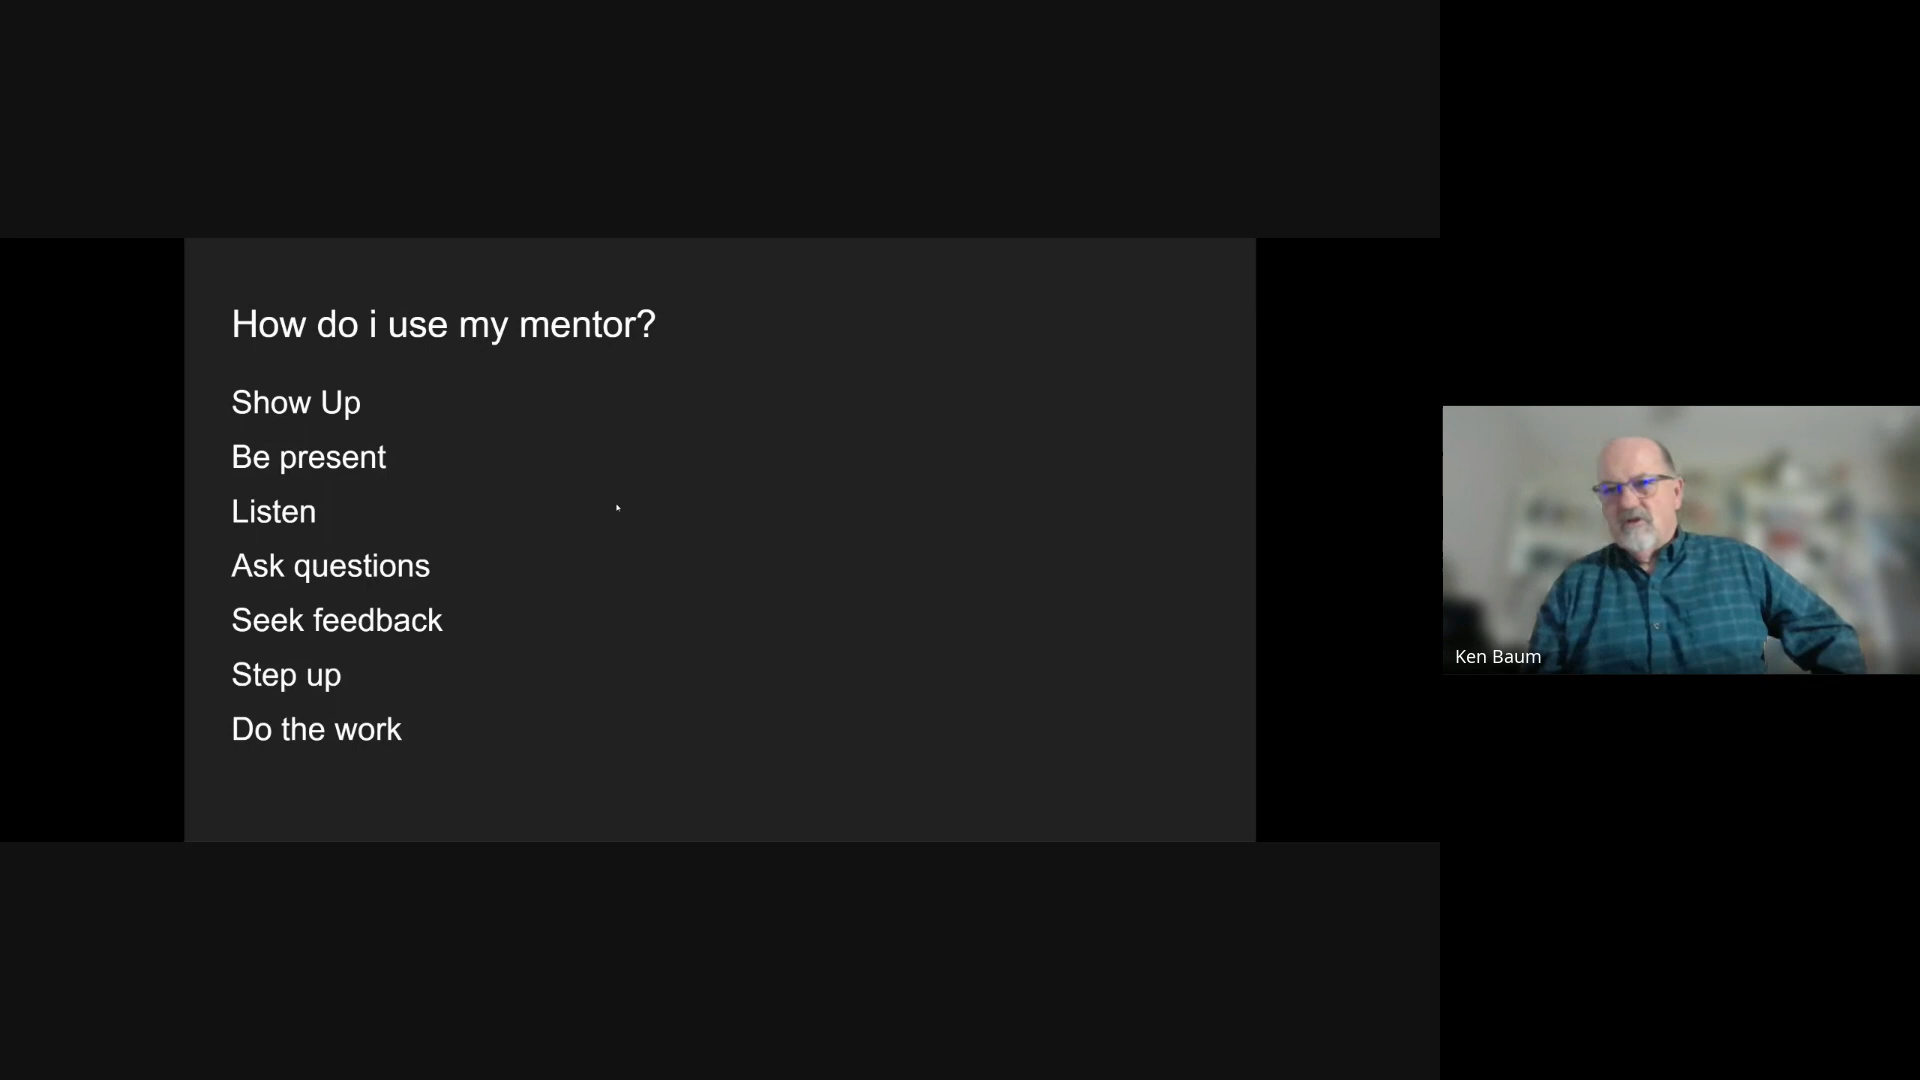 How do i use my mentor?
Show Up
Be present
Listen
Ask questions
Seek feedback
Step up
Do the work
Ken Baum